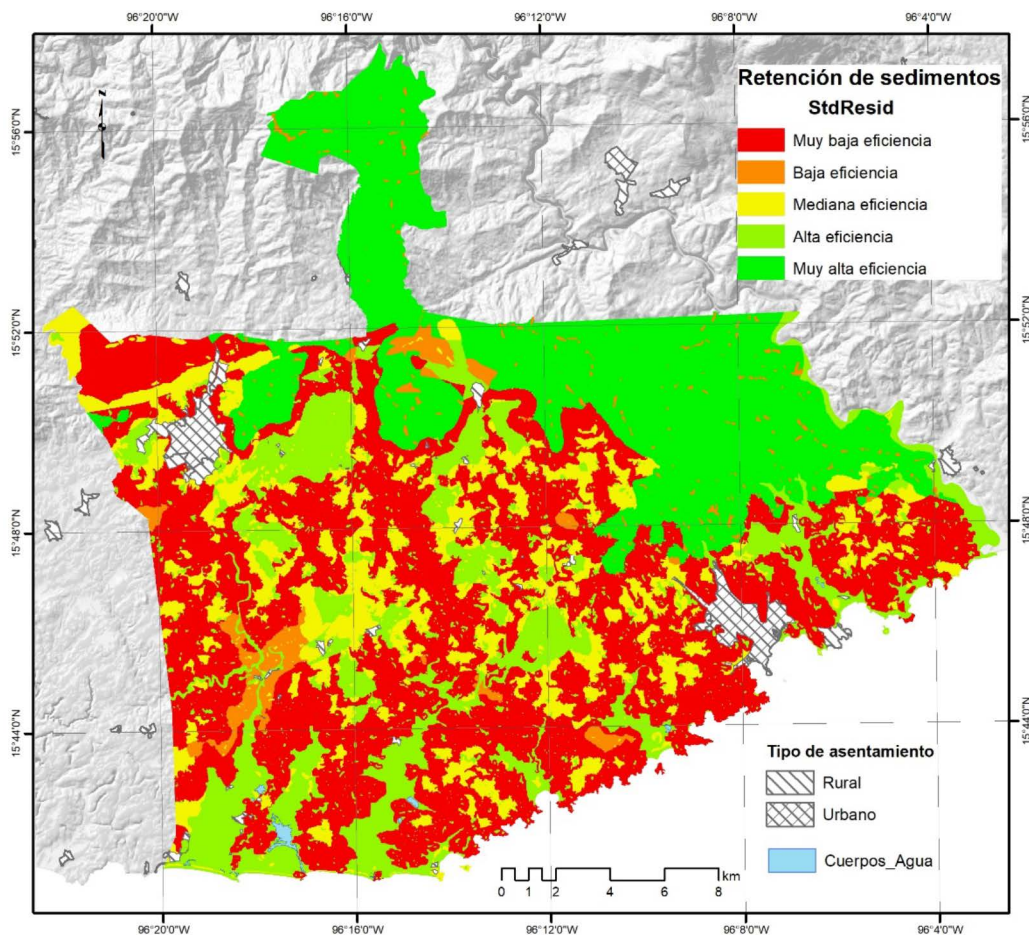 96°20'0"W 96°16'0"W 96°12'0"W 96°8'0"W 96°4'0"W
Retención de sedimentos
StdResid
Muy baja eficiencia
Baja eficiencia
Mediana eficiencia
Alta eficiencia
Muy alta eficiencia
15°56'0"N 15°56'0"N
15°52'0"N 15°52'0"N
15°48'0"N 15°48'0"N
15°44'0"N 15°44'0"N
Tipo de asentamiento
Rural
Urbano
Cuerpos_Agua
km
0 1 2 4 6 8
96°20'0"W 96°16'0"W 96°12'0"W 96°8'0"W 96°4'0"W